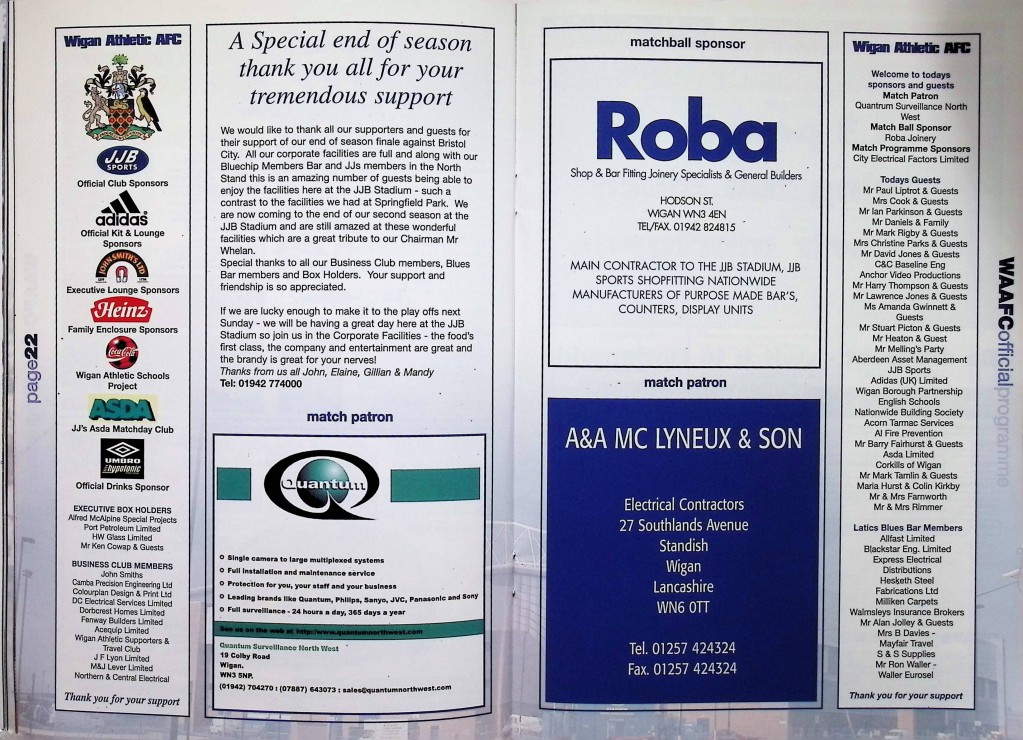 Wigan Athletic AFC
JJB
SPORTS
Official Club Sponsors
adidas
Official Kit & Lounge
Sponsors
JOHN SMITH'S LTD
Executive Lounge Sponsors
Heinz
Family Enclosure Sponsors
Coca-Cola
Wigan Athletic Schools
Project
ASDA
JJ's Asda Matchday Club
UMBRO
Hypotonic
Official Drinks Sponsor
EXECUTIVE BOX HOLDERS
Alfred McAlpine Special Projects
Port Petroleum Limited
HW Glass Limited
Mr Ken Cowap & Guests
BUSINESS CLUB MEMBERS
John Smiths
Camba Precision Engineering Ltd
Colourplan Design & Print Ltd
DC Electrical Services Limited
Dorbcrest Homes Limited
Fenway Builders Limited
Acequip Limited
Wigan Athletic Supporters &
Travel Club
J F Lyon Limited
M&J Lever Limited
Northern & Central Electrical
Thank you for your support
page22
A Special end of season
thank you all for your
tremendous support
We would like to thank all our supporters and guests for
their support of our end of season finale against Bristol
City. All our corporate facilities are full and along with our
Bluechip Members Bar and JJs members in the North
Stand this is an amazing number of guests being able to
enjoy the facilities here at the JJB Stadium - such a
contrast to the facilities we had at Springfield Park. We
are now coming to the end of our second season at the
JJB Stadium and are still amazed at these wonderful
facilities which are a great tribute to our Chairman Mr
Whelan.
Special thanks to all our Business Club members, Blues
Bar members and Box Holders. Your support and
friendship is so appreciated.
If we are lucky enough to make it to the play offs next
Sunday - we will be having a great day here at the JJB
Stadium so join us in the Corporate Facilities - the food's
first class, the company and entertainment are great and
the brandy is great for your nerves!
Thanks from us all John, Elaine, Gillian & Mandy
Tel: 01942 774000
match patron
Quantum
Single camera to large multiplexed systems
Full installation and maintenance service
Protection for you, your staff and your business
Leading brands like Quantum, Philips, Sanyo, JVC, Panasonic and Sony
Full surveillance - 24 hours a day, 365 days a year
See us on the web at http:www.quantumnorthwest.com
Quantum Surveillance North West
19 Colby Road
Wigan.
WN3 5NP.
(01942) 704270 : (07887) 643073 : sales@quantumnorthwest.com
matchball sponsor
Roba
Shop & Bar Fitting Joinery Specialists & General Builders
HODSON ST.
WIGAN WN3 4EN
TEL/FAX. 01942 824815
MAIN CONTRACTOR TO THE JJB STADIUM, JJB
SPORTS SHOPFITTING NATIONWIDE
MANUFACTURERS OF PURPOSE MADE BAR'S,
COUNTERS, DISPLAY UNITS
match patron
A&A MC LYNEUX & SON
Electrical Contractors
27 Southlands Avenue
Standish
Wigan
Lancashire
WN6 0TT
Tel. 01257 424324
Fax. 01257 424324
Wigan Athletic AFC
Welcome to todays
sponsors and guests
Match Patron
Quantum Surveillance North
West
Match Ball Sponsor
Roba Joinery
Match Programme Sponsors
City Electrical Factors Limited
Todays Guests
Mr Paul Liptrot & Guests
Mrs Cook & Guests
Mr Ian Parkinson & Guests
Mr Daniels & Family
Mr Mark Rigby & Guests
Mrs Christine Parks & Guests
Mr David Jones & Guests
C&C Baseline Eng
Anchor Video Productions
Mr Harry Thompson & Guests
Mr Lawrence Jones & Guests
Ms Amanda Gwinnett &
Guests
Mr Stuart Picton & Guests
Mr Heaton & Guest
Mr Melling's Party
Aberdeen Asset Management
JJB Sports
Adidas (UK) Limited
Wigan Borough Partnership
English Schools
Nationwide Building Society
Acorn Tarmac Services
Al Fire Prevention
Mr Barry Fairhurst & Guests
Asda Limited
Corkills of Wigan
Mr Mark Tamlin & Guests
Maria Hurst & Colin Kirkby
Mr & Mrs Farnworth
Mr & Mrs Rimmer
Latics Blues Bar Members
Allfast Limited
Blackstar Eng. Limited
Express Electrical
Distributions
Hesketh Steel
Fabrications Ltd
Milliken Carpets
Walmsleys Insurance Brokers
Mr Alan Jolley & Guests
Mrs B Davies -
Mayfair Travel
S & S Supplies
Mr Ron Waller -
Waller Eurosel
Thank you for your support
WAAFCofficialprogramme